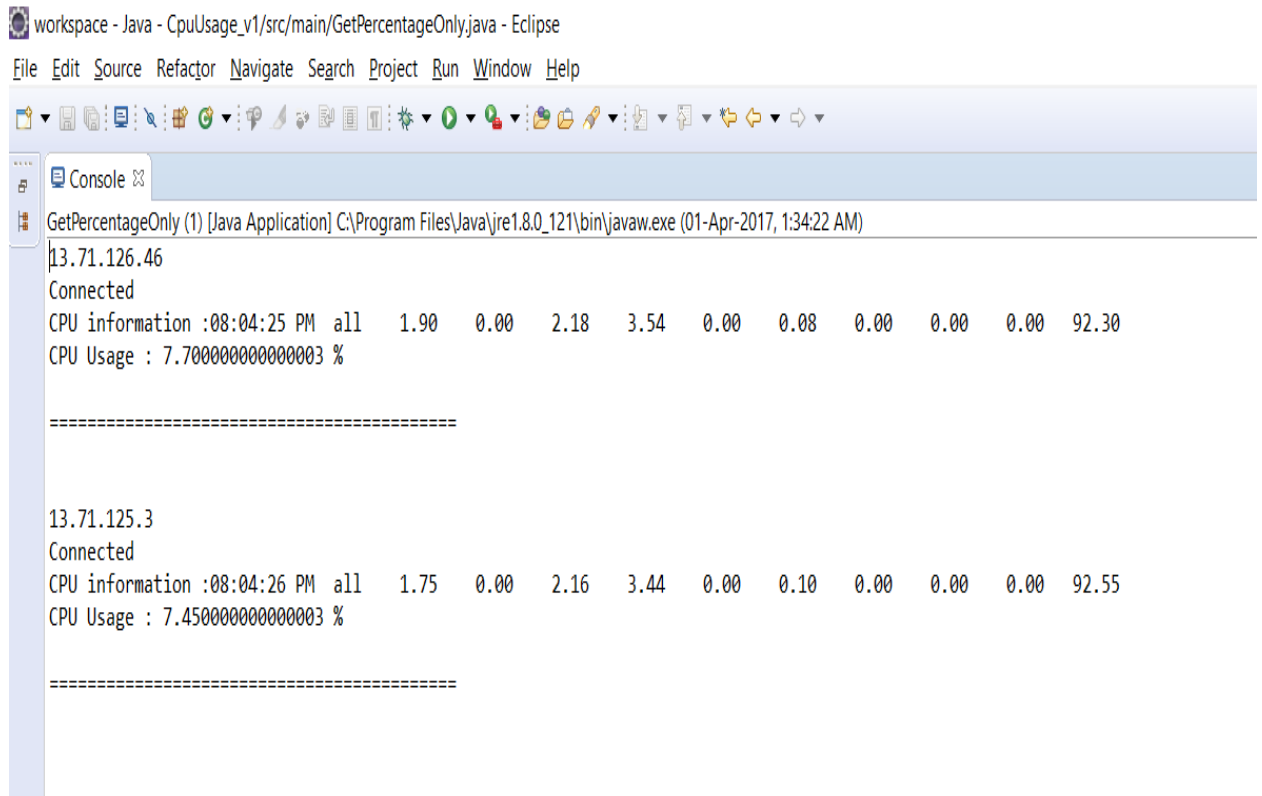 workspace - Java - CpuUsage_v1/src/main/GetPercentageOnly.java - Eclipse
File Edit Source Refactor Navigate Search Project Run Window Help
Console
GetPercentageOnly (1) [Java Application] C:\Program Files\Java\jre1.8.0_121\bin\javaw.exe (01-Apr-2017, 1:34:22 AM)
13.71.126.46
Connected
CPU information :08:04:25 PM all 1.90 0.00 2.18 3.54 0.00 0.08 0.00 0.00 0.00 92.30
CPU Usage : 7.700000000000003 %
===========================================
13.71.125.3
Connected
CPU information :08:04:26 PM all 1.75 0.00 2.16 3.44 0.00 0.10 0.00 0.00 0.00 92.55
CPU Usage : 7.450000000000003 %
===========================================